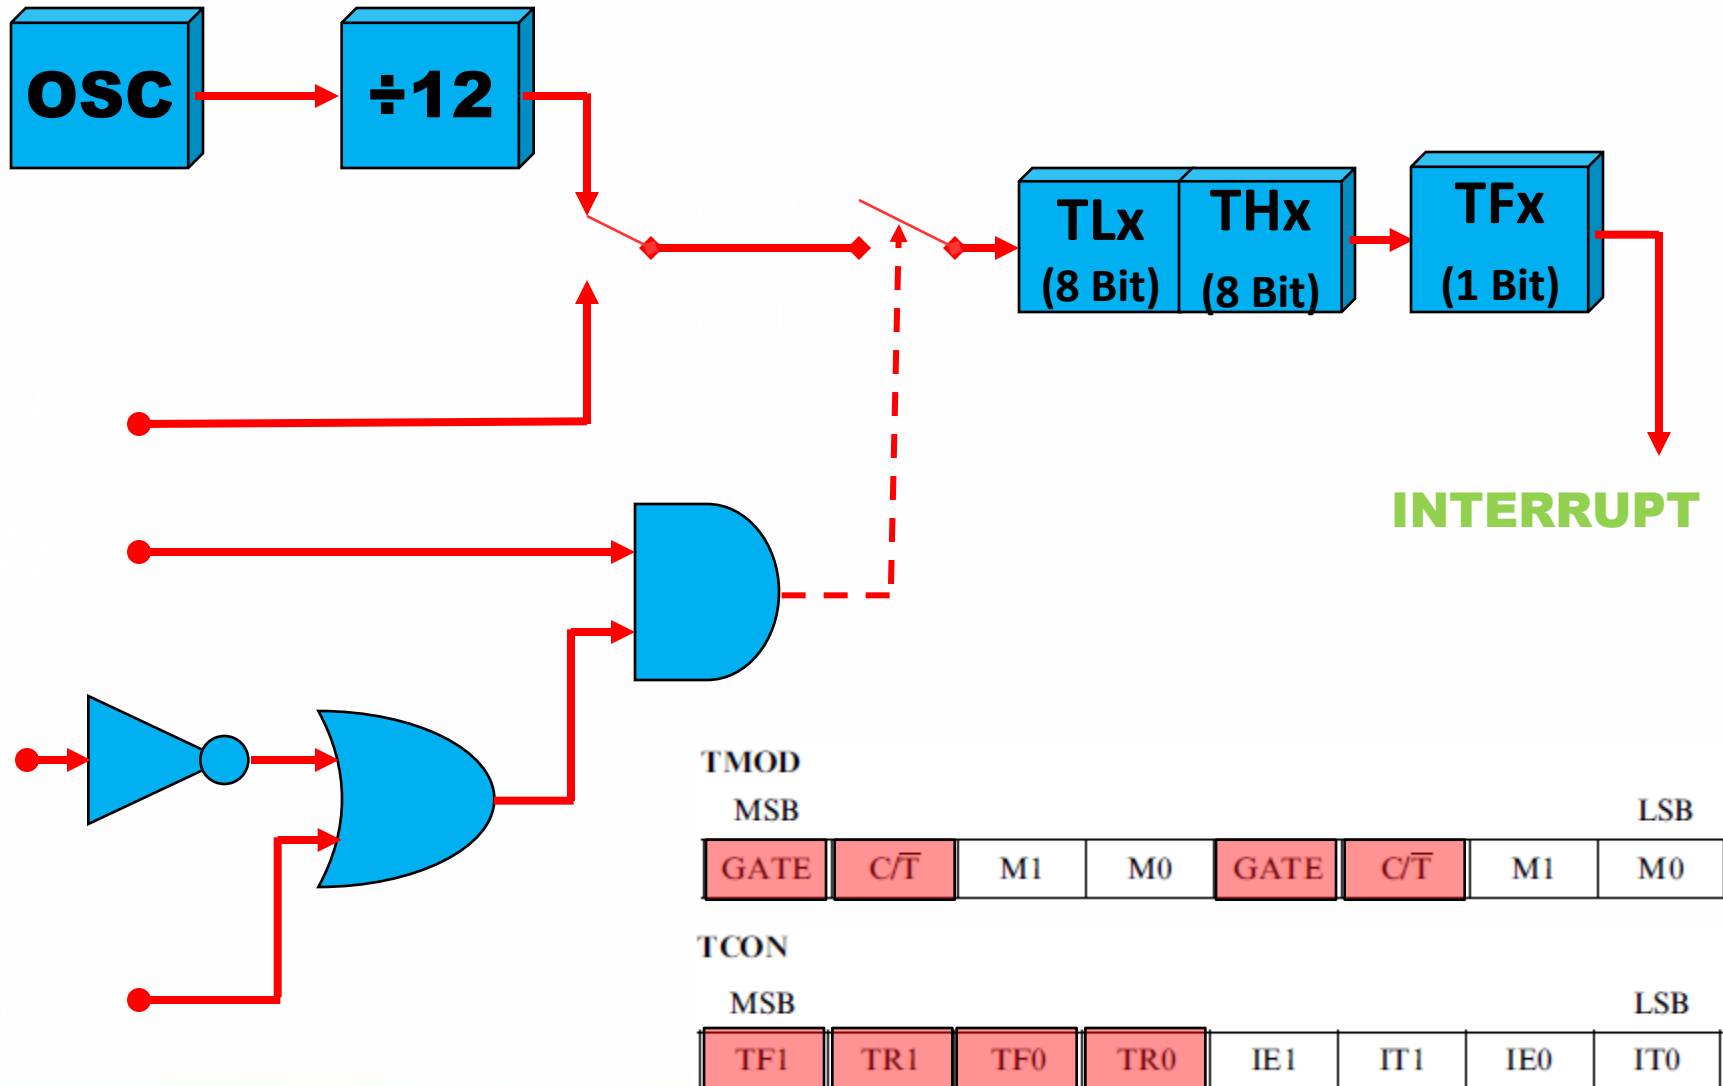 OSC
÷12
TLx
(8 Bit)
THx
(8 Bit)
TFx
(1 Bit)
INTERRUPT
TMOD
MSB LSB
GATE C/T̅ M1 M0 GATE C/T̅ M1 M0
TCON
MSB LSB
TF1 TR1 TF0 TR0 IE1 IT1 IE0 IT0